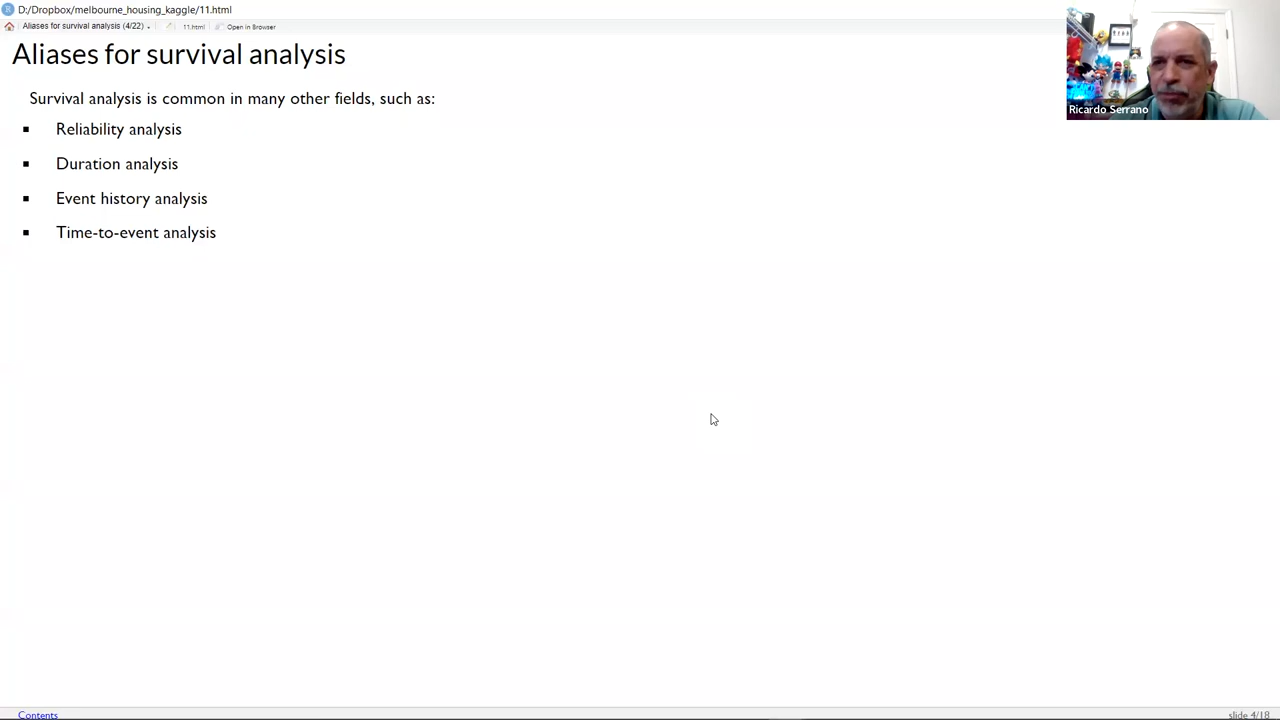 D:/Dropbox/melbourne_housing_kaggle/11.html
Aliases for survival analysis (4/22)
11.html
Open in Browser
Aliases for survival analysis
Survival analysis is common in many other fields, such as:
▪ Reliability analysis
▪ Duration analysis
▪ Event history analysis
▪ Time-to-event analysis
Ricardo Serrano
Contents
slide 4/18